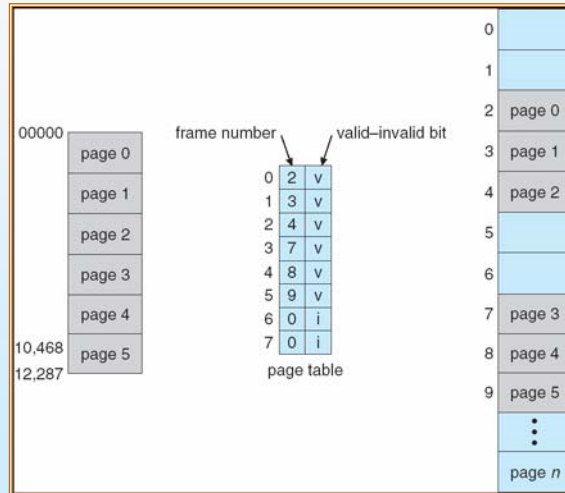 00000
page 0
page 1
page 2
page 3
page 4
page 5
10,468
12,287
frame number
valid–invalid bit
0 2 v
1 3 v
2 4 v
3 7 v
4 8 v
5 9 v
6 0 i
7 0 i
page table
0
1
2 page 0
3 page 1
4 page 2
5
6
7 page 3
8 page 4
9 page 5
page n